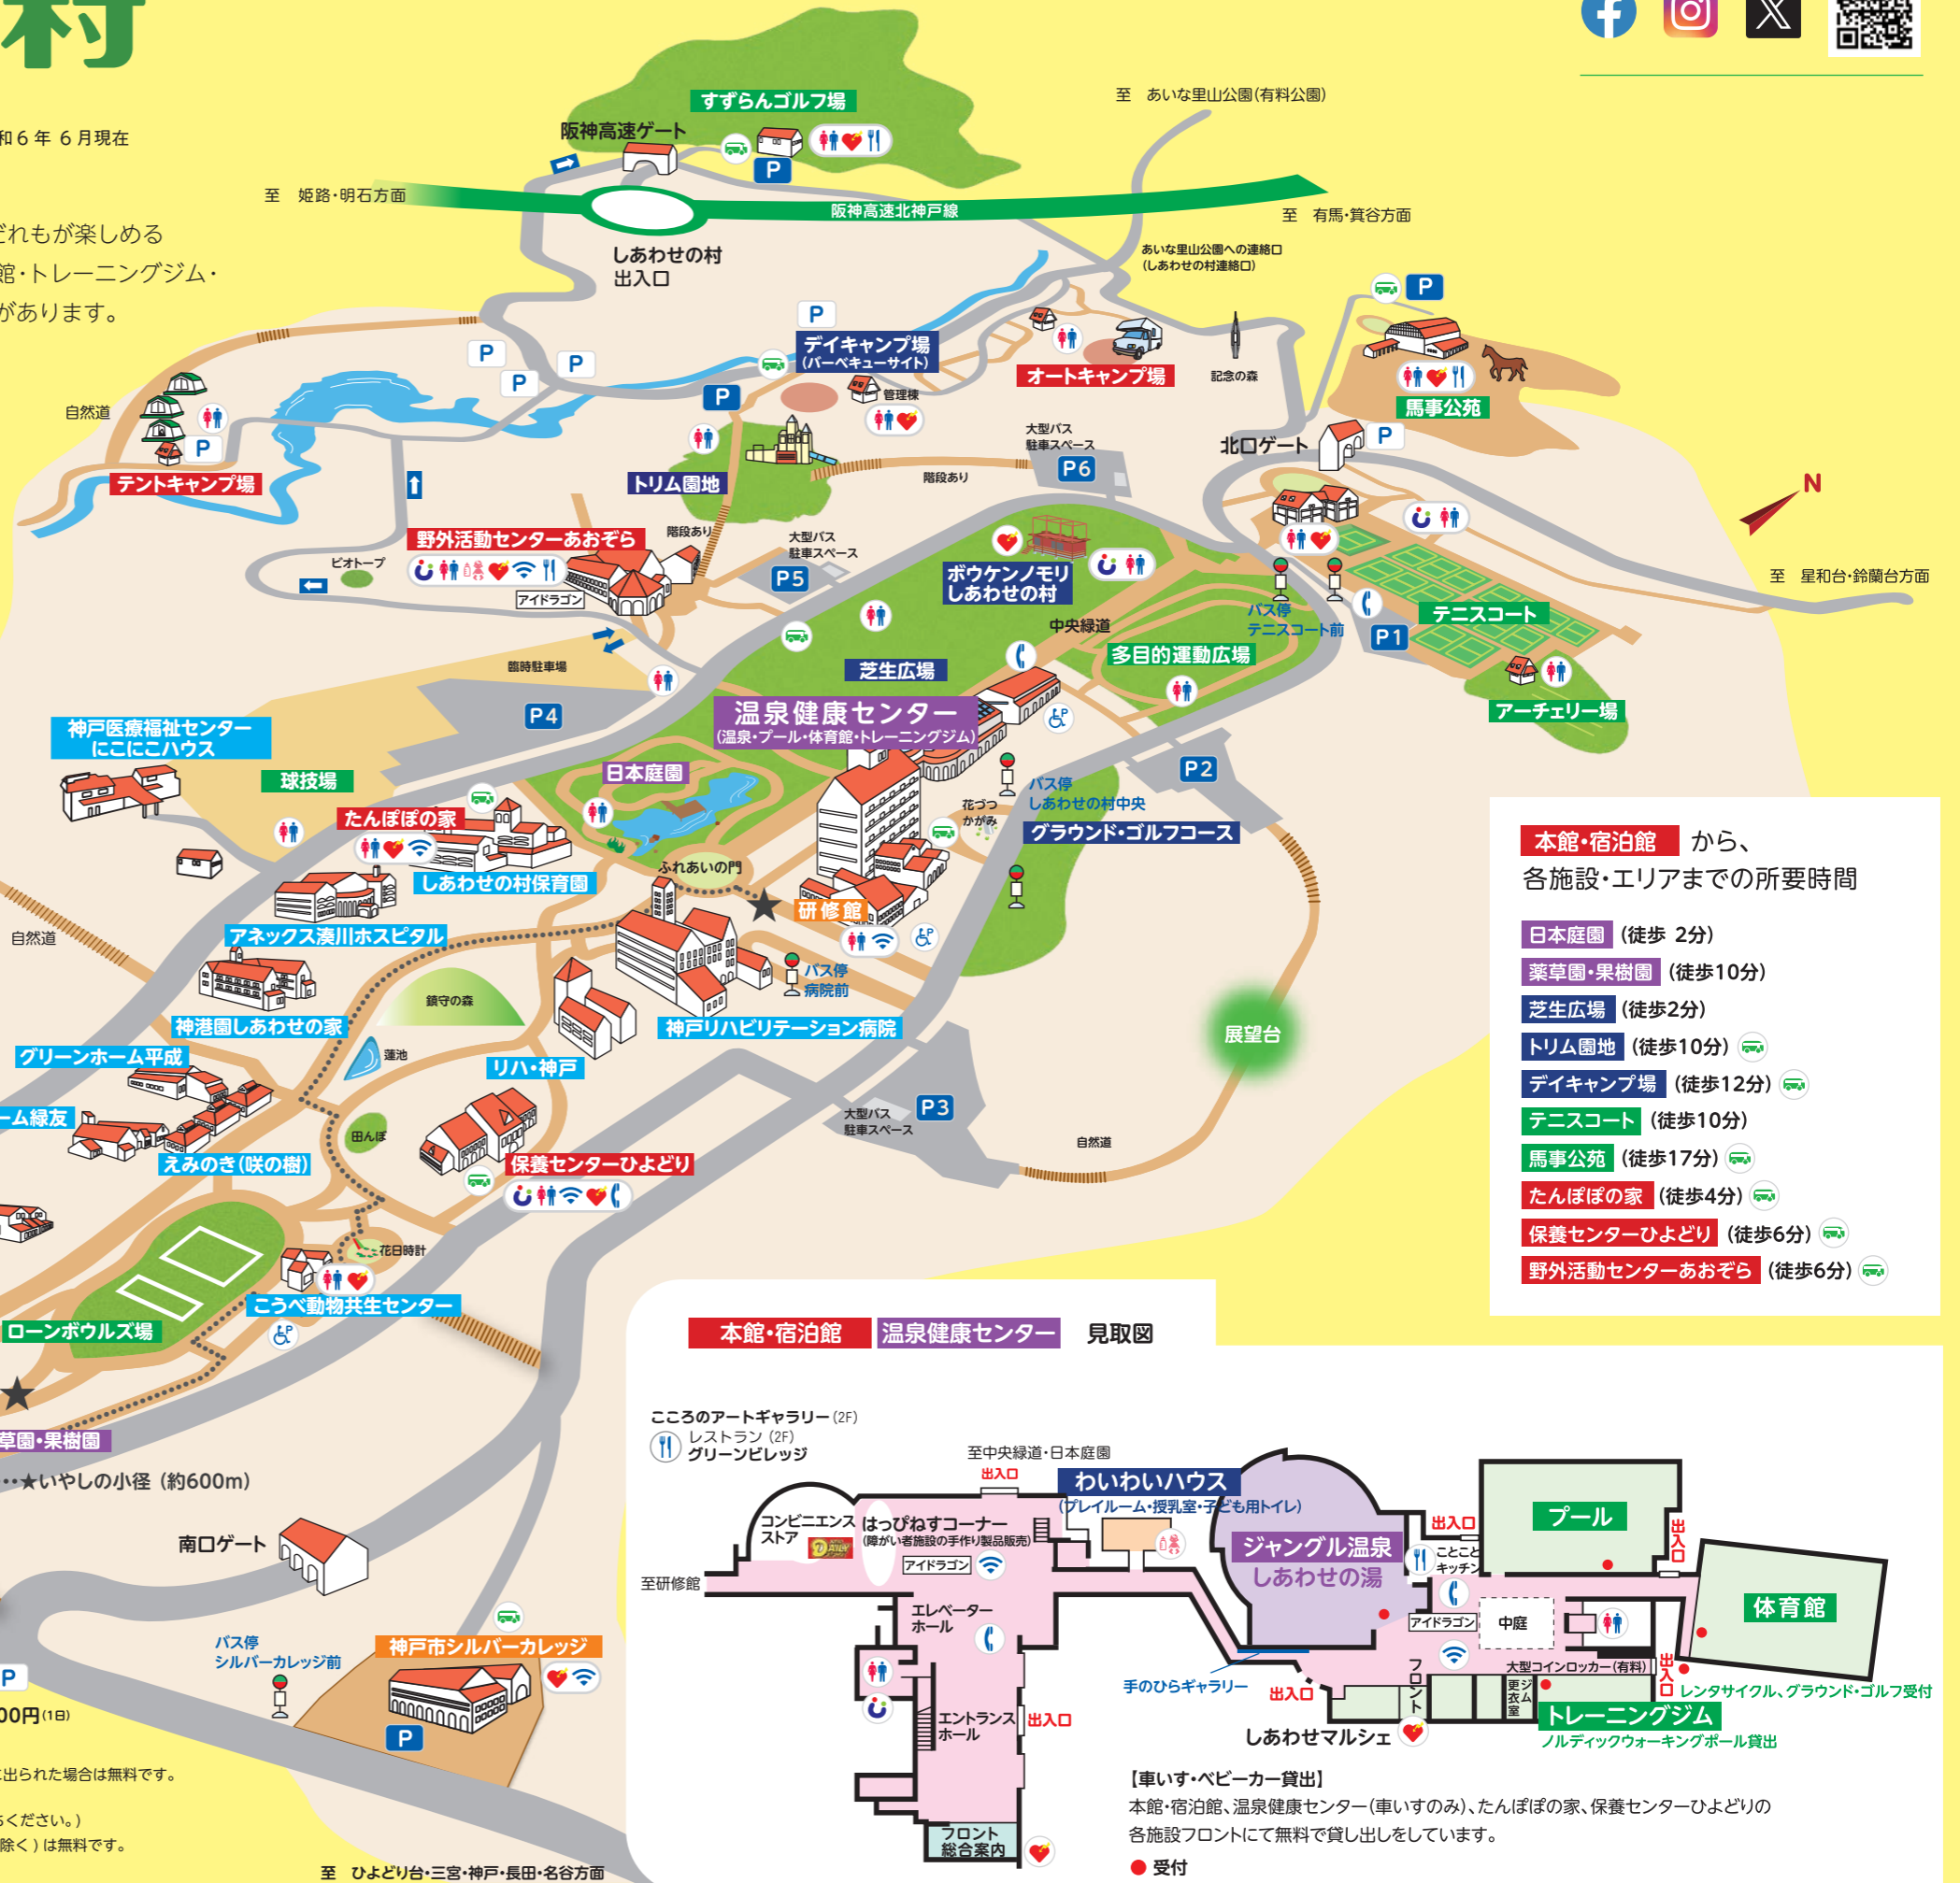 村
和6年 6月現在
だれもが楽しめる
館・トレーニングジム・
があります。
すずらんゴルフ場
阪神高速ゲート
P
至 あいな里山公園(有料公園)
至 姫路・明石方面
阪神高速北神戸線
至 有馬・箕谷方面
しあわせの村
出入口
あいな里山公園への連絡口
(しあわせの村連絡口)
P
P
デイキャンプ場
(バーベキューサイト)
P
P
P
P
管理棟
オートキャンプ場
記念の森
馬事公苑
自然道
P
テントキャンプ場
トリム園地
階段あり
大型バス
駐車スペース
P6
北口ゲート
P
N
野外活動センターあおぞら
アイドラゴン
階段あり
ビオトープ
大型バス
駐車スペース
P5
ボウケンノモリ
しあわせの村
至 星和台・鈴蘭台方面
バス停
テニスコート前
P1
テニスコート
中央緑道
多目的運動広場
アーチェリー場
臨時駐車場
P4
芝生広場
温泉健康センター
(温泉・プール・体育館・トレーニングジム)
神戸医療福祉センター
にこにこハウス
球技場
日本庭園
P2
バス停
しあわせの村中央
花づつ
かがみ
グラウンド・ゴルフコース
たんぽぽの家
しあわせの村保育園
ふれあいの門
研修館
自然道
アネックス湊川ホスピタル
バス停
病院前
鎮守の森
神港園しあわせの家
神戸リハビリテーション病院
展望台
グリーンホーム平成
蓮池
リハ・神戸
ーム緑友
田んぼ
大型バス
駐車スペース
P3
自然道
えみのき(咲の樹)
保養センターひよどり
花日時計
こうべ動物共生センター
ローンボウルズ場
草園・果樹園
…★いやしの小径 (約600m)
南口ゲート
バス停
シルバーカレッジ前
神戸市シルバーカレッジ
P
P
00円(1日)
に出られた場合は無料です。
ちください。)
除く)は無料です。
至 ひよどり台・三宮・神戸・長田・名谷方面
本館・宿泊館 から、
各施設・エリアまでの所要時間
日本庭園 (徒歩 2分)
薬草園・果樹園 (徒歩10分)
芝生広場 (徒歩2分)
トリム園地 (徒歩10分)
デイキャンプ場 (徒歩12分)
テニスコート (徒歩10分)
馬事公苑 (徒歩17分)
たんぽぽの家 (徒歩4分)
保養センターひよどり (徒歩6分)
野外活動センターあおぞら (徒歩6分)
本館・宿泊館 温泉健康センター 見取図
こころのアートギャラリー(2F)
レストラン (2F)
グリーンビレッジ
至中央緑道・日本庭園
出入口
わいわいハウス
(プレイルーム・授乳室・子ども用トイレ)
コンビニエンス
ストア
DAILY
はっぴねすコーナー
(障がい者施設の手作り製品販売)
アイドラゴン
至研修館
エレベーター
ホール
エントランス
ホール
出入口
フロント
総合案内
ジャングル温泉
しあわせの湯
出入口
ことこと
キッチン
プール
出入口
体育館
アイドラゴン
中庭
大型コインロッカー(有料)
手のひらギャラリー
出入口
フロント
ジム
更衣室
出入口
レンタサイクル、グラウンド・ゴルフ受付
しあわせマルシェ
トレーニングジム
ノルディックウォーキングポール貸出
【車いす・ベビーカー貸出】
本館・宿泊館、温泉健康センター(車いすのみ)、たんぽぽの家、保養センターひよどりの
各施設フロントにて無料で貸し出しをしています。
受付